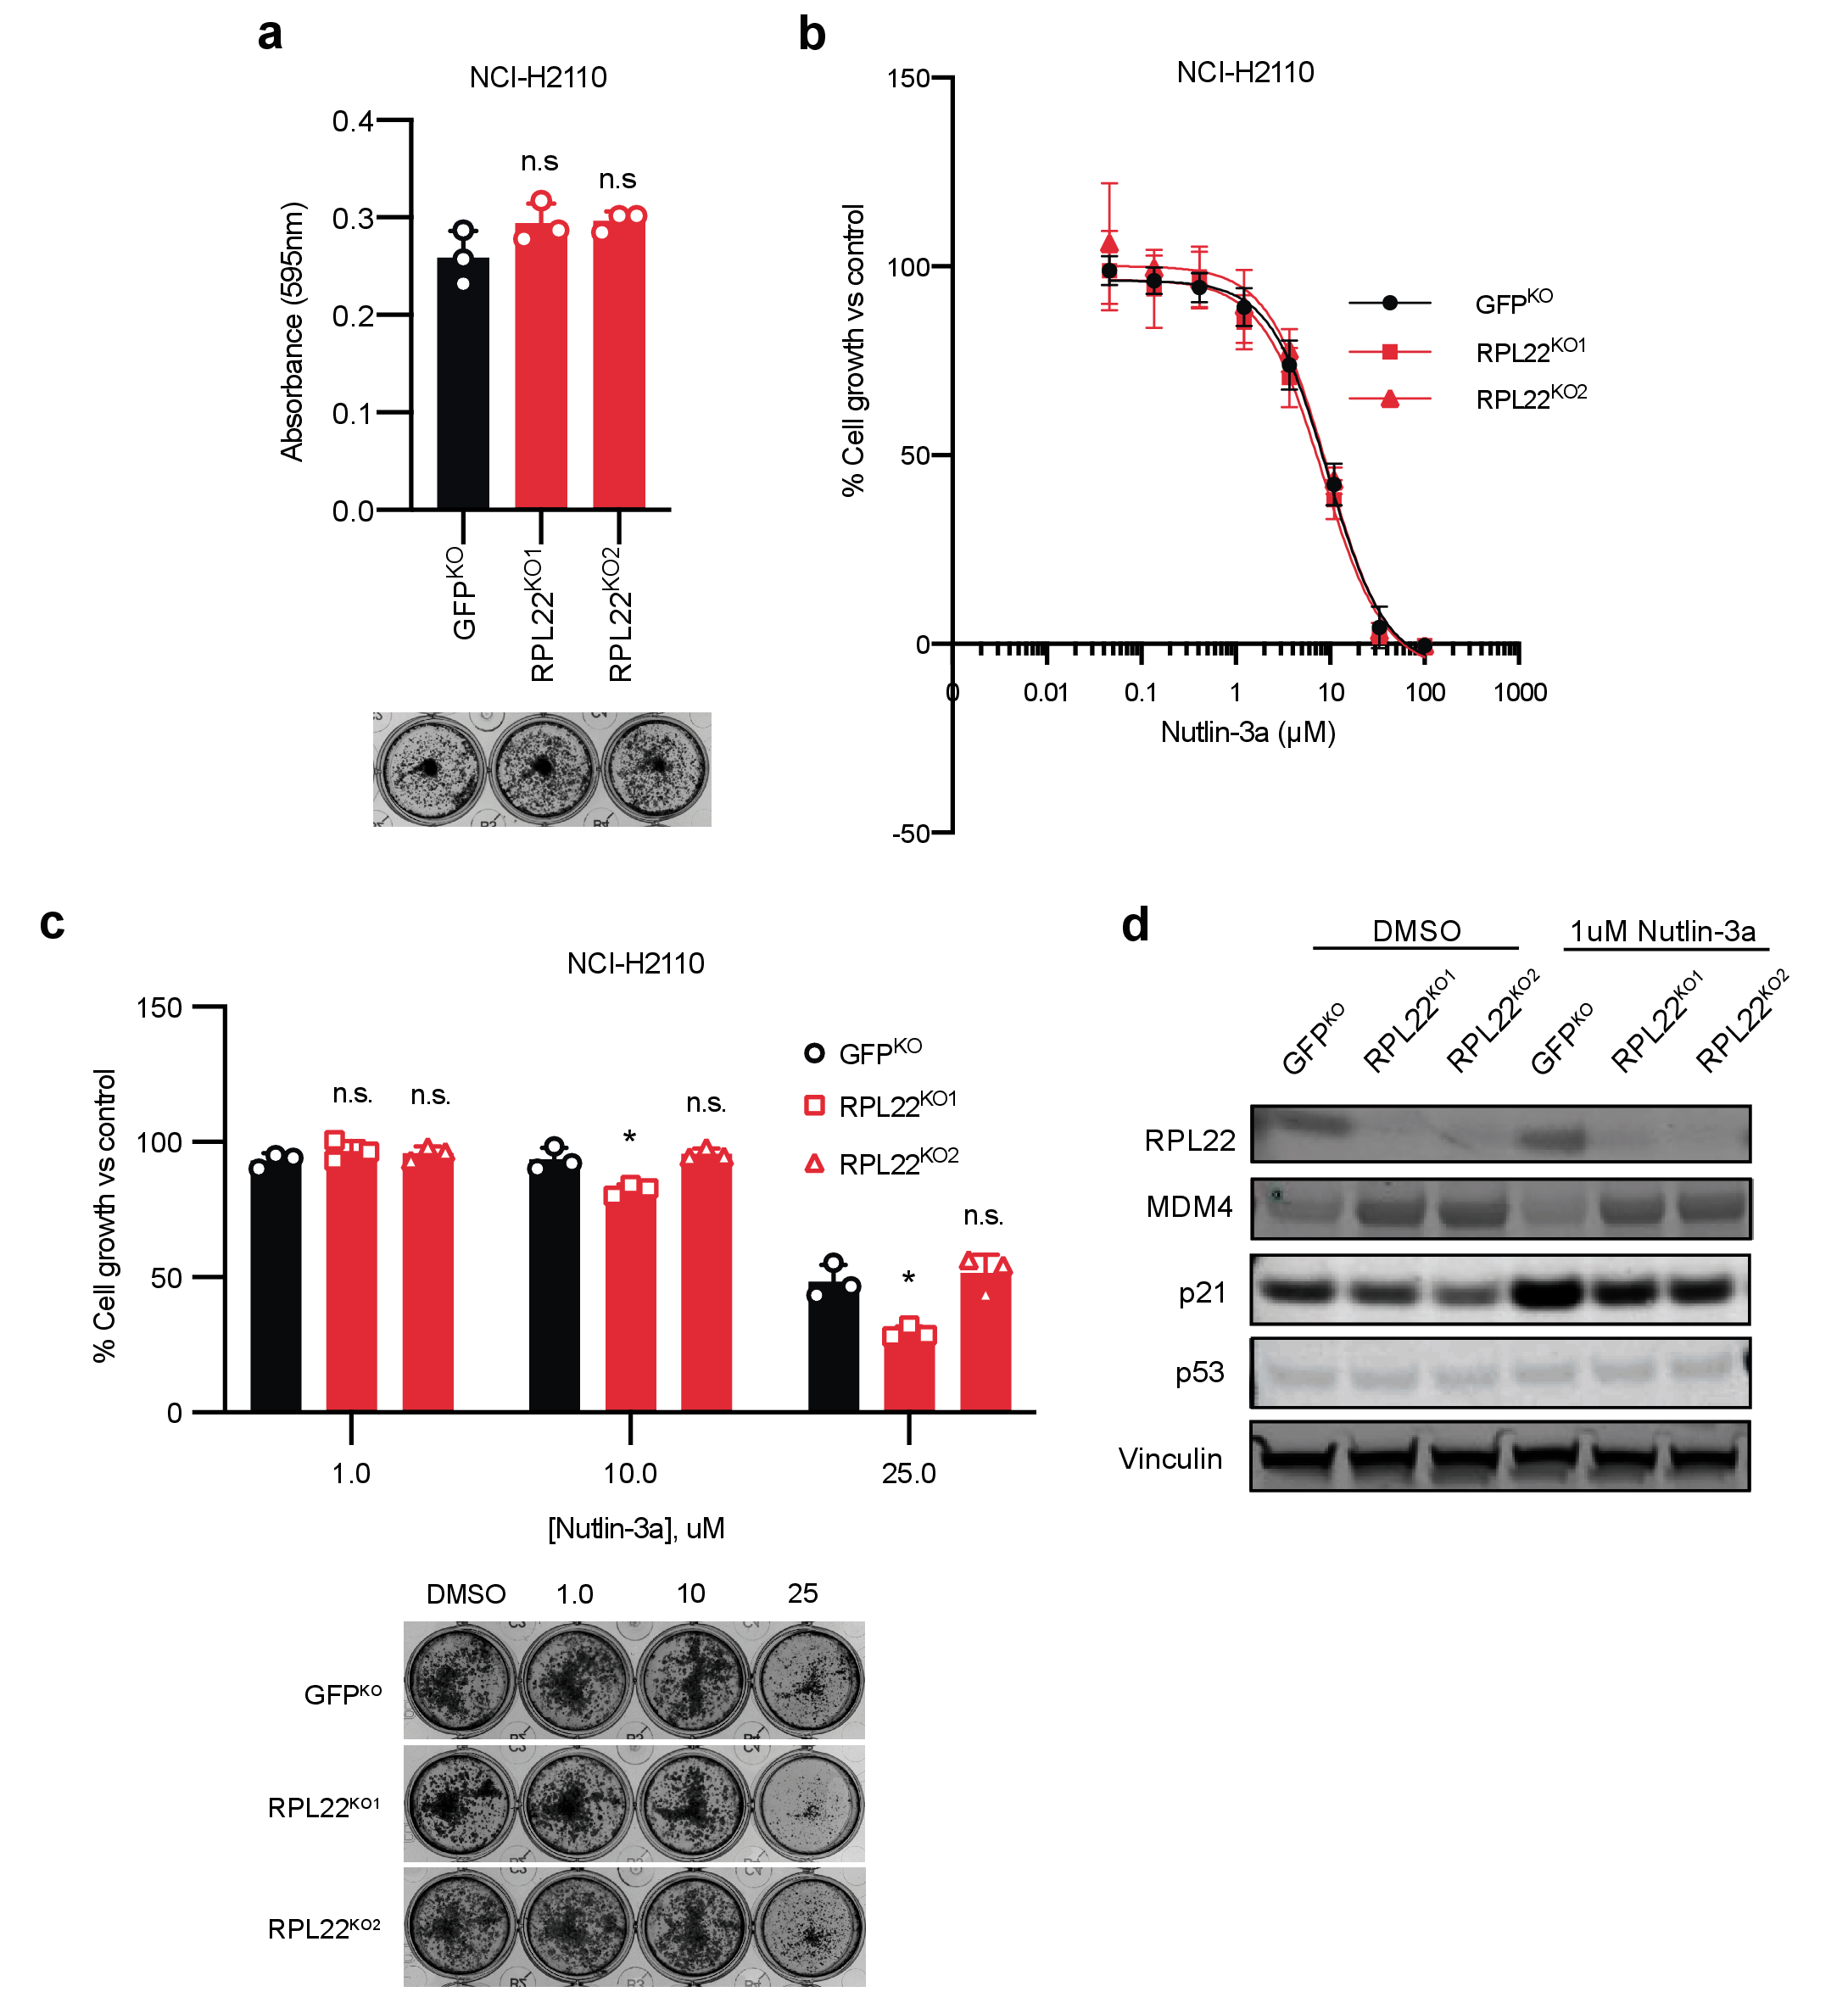 a
NCI-H2110
0.4
0.3
0.2
0.1
0.0
Absorbance (595nm)
n.s
n.s
GFPKO
RPL22KO1
RPL22KO2
b
NCI-H2110
150
100
50
0
-50
% Cell growth vs control
0 0.01 0.1 1 10 100 1000
Nutlin-3a (µM)
GFPKO
RPL22KO1
RPL22KO2
c
NCI-H2110
150
100
50
0
% Cell growth vs control
n.s. n.s.
* n.s.
* n.s.
GFPKO
RPL22KO1
RPL22KO2
1.0 10.0 25.0
[Nutlin-3a], uM
DMSO 1.0 10 25
GFPKO
RPL22KO1
RPL22KO2
d
DMSO 1uM Nutlin-3a
GFPKO RPL22KO1 RPL22KO2 GFPKO RPL22KO1 RPL22KO2
RPL22
MDM4
p21
p53
Vinculin